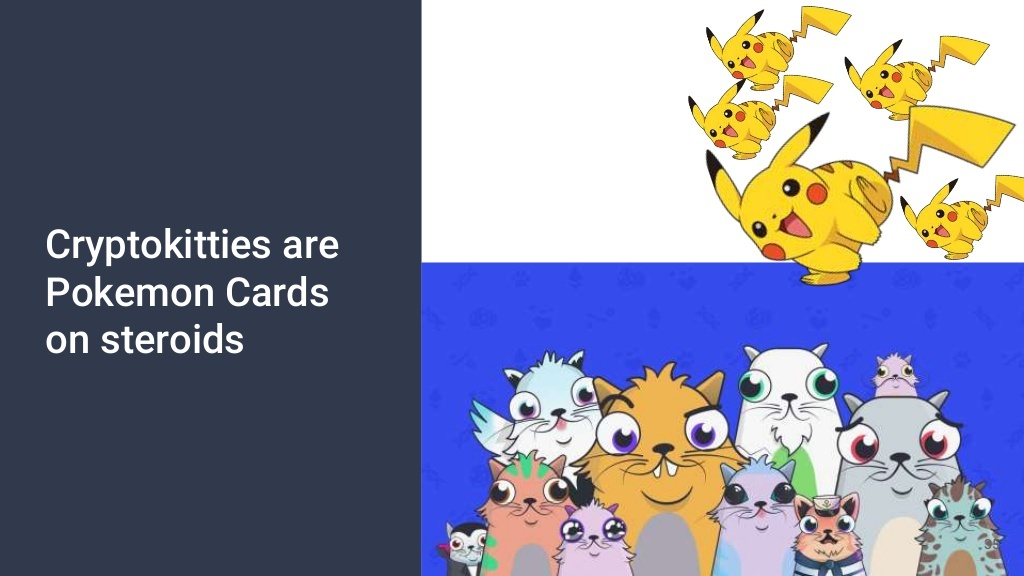 Cryptokitties are
Pokemon Cards
on steroids